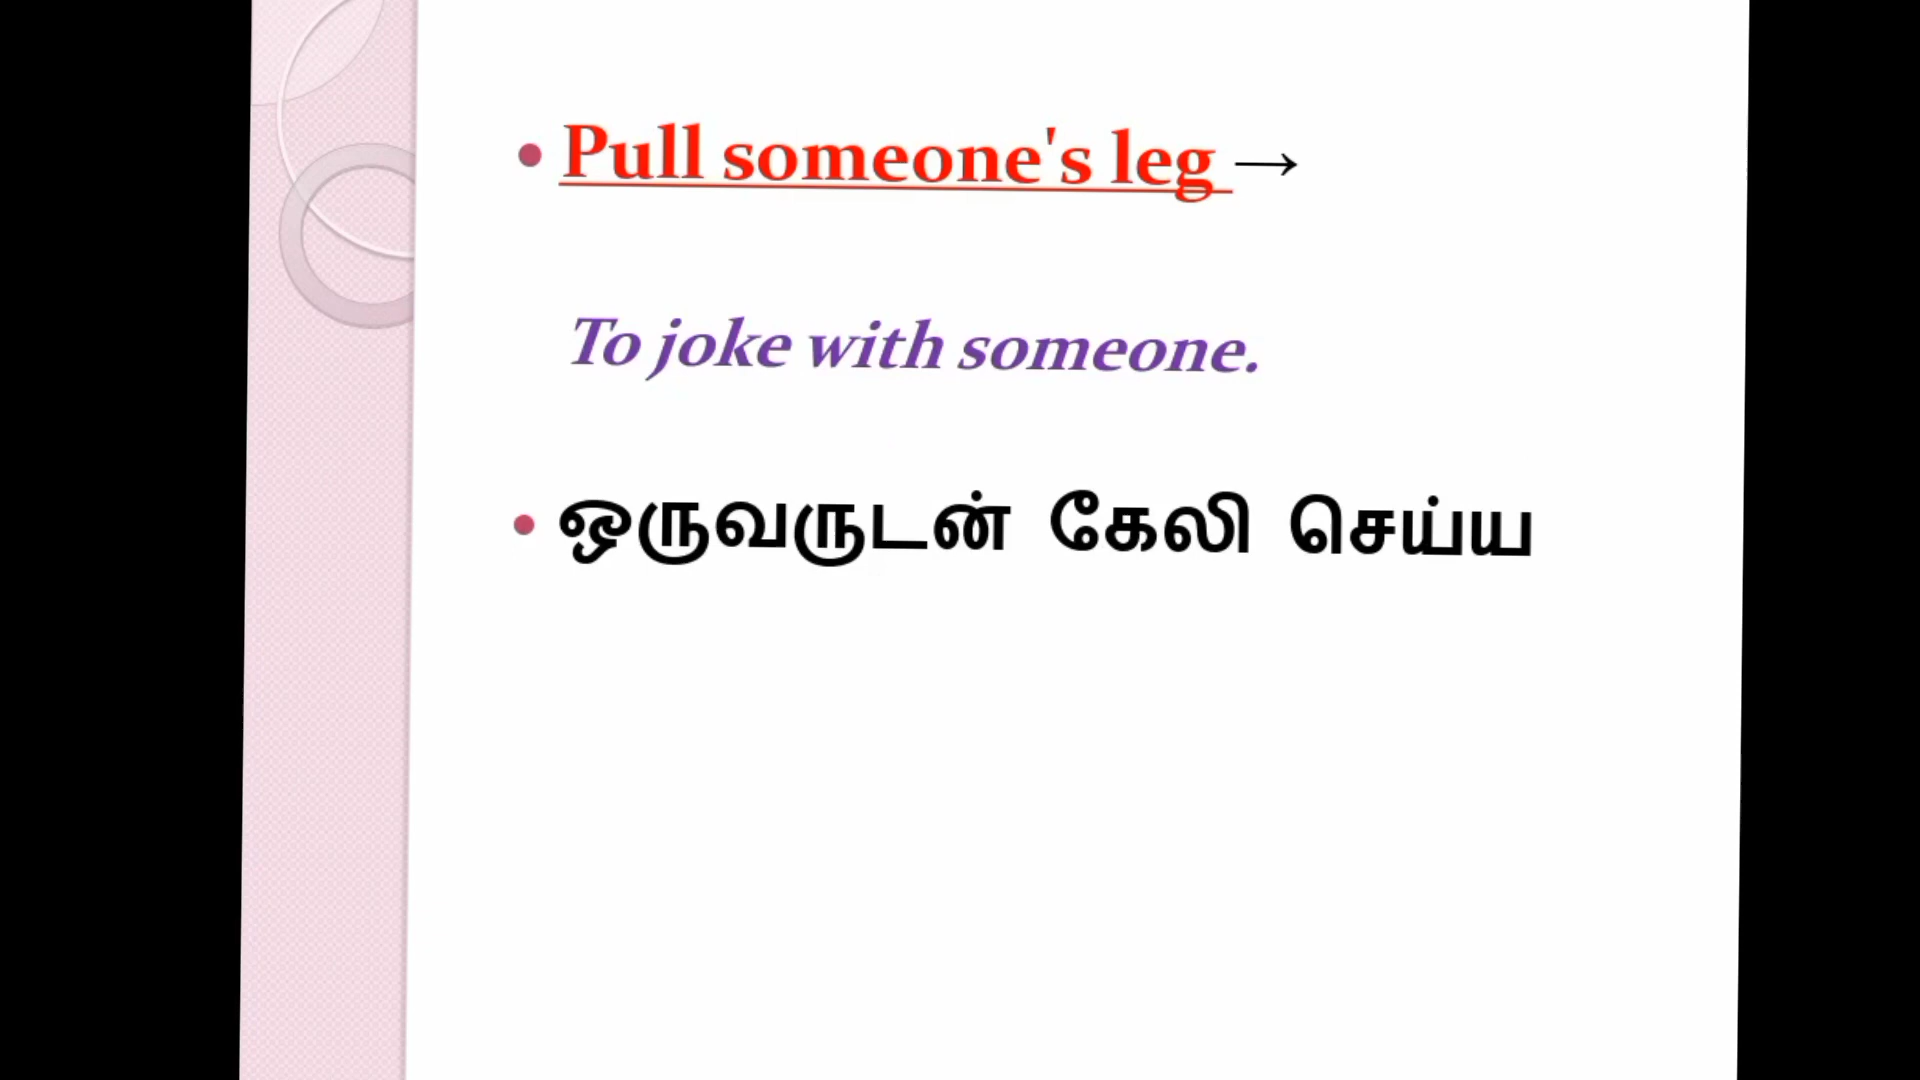 • Pull someone's leg →
To joke with someone.
• ஒருவருடன் கேலி செய்ய